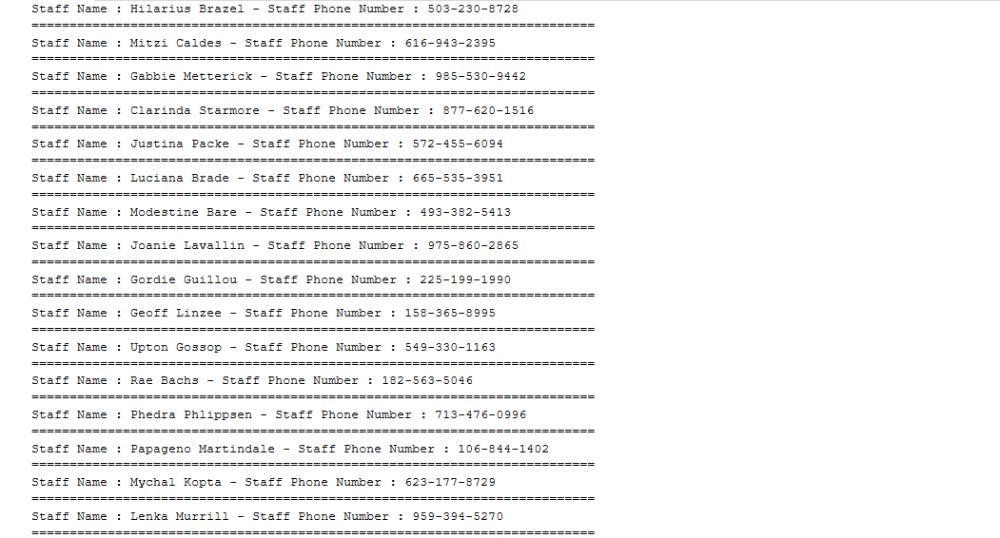 Staff Name : Hilarius Brazel - Staff Phone Number : 503-230-8728
==========================================================================
Staff Name : Mitzi Caldes - Staff Phone Number : 616-943-2395
==========================================================================
Staff Name : Gabbie Metterick - Staff Phone Number : 985-530-9442
==========================================================================
Staff Name : Clarinda Starmore - Staff Phone Number : 877-620-1516
==========================================================================
Staff Name : Justina Packe - Staff Phone Number : 572-455-6094
==========================================================================
Staff Name : Luciana Brade - Staff Phone Number : 665-535-3951
==========================================================================
Staff Name : Modestine Bare - Staff Phone Number : 493-382-5413
==========================================================================
Staff Name : Joanie Lavallin - Staff Phone Number : 975-860-2865
==========================================================================
Staff Name : Gordie Guillou - Staff Phone Number : 225-199-1990
==========================================================================
Staff Name : Geoff Linzee - Staff Phone Number : 158-365-8995
==========================================================================
Staff Name : Upton Gossop - Staff Phone Number : 549-330-1163
==========================================================================
Staff Name : Rae Bachs - Staff Phone Number : 182-563-5046
==========================================================================
Staff Name : Phedra Phlippsen - Staff Phone Number : 713-476-0996
==========================================================================
Staff Name : Papageno Martindale - Staff Phone Number : 106-844-1402
==========================================================================
Staff Name : Mychal Kopta - Staff Phone Number : 623-177-8729
==========================================================================
Staff Name : Lenka Murrill - Staff Phone Number : 959-394-5270
==========================================================================